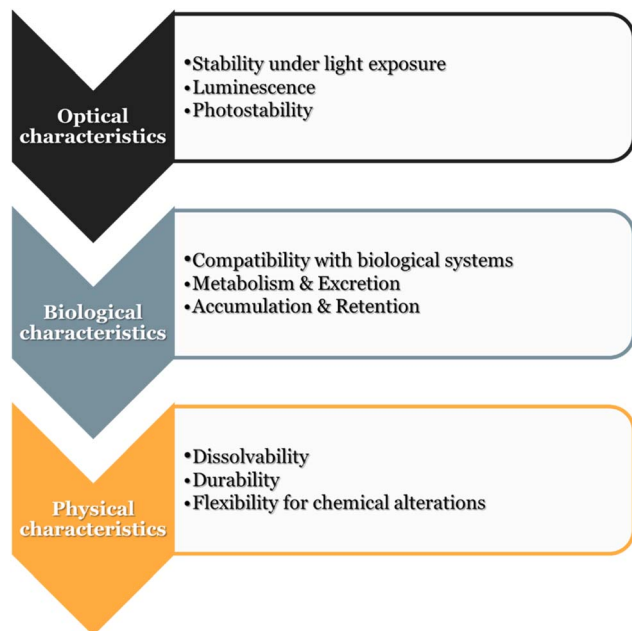 Optical
characteristics
•Stability under light exposure
•Luminescence
•Photostability
Biological
characteristics
•Compatibility with biological systems
•Metabolism & Excretion
•Accumulation & Retention
Physical
characteristics
•Dissolvability
•Durability
•Flexibility for chemical alterations